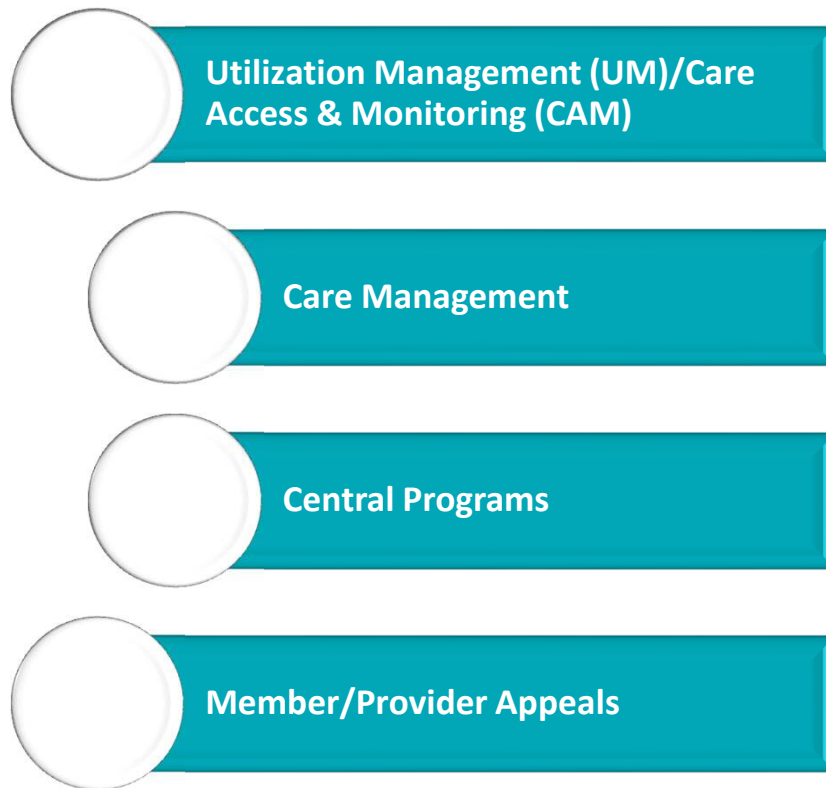 Utilization Management (UM)/Care
Access & Monitoring (CAM)
Care Management
Central Programs
Member/Provider Appeals